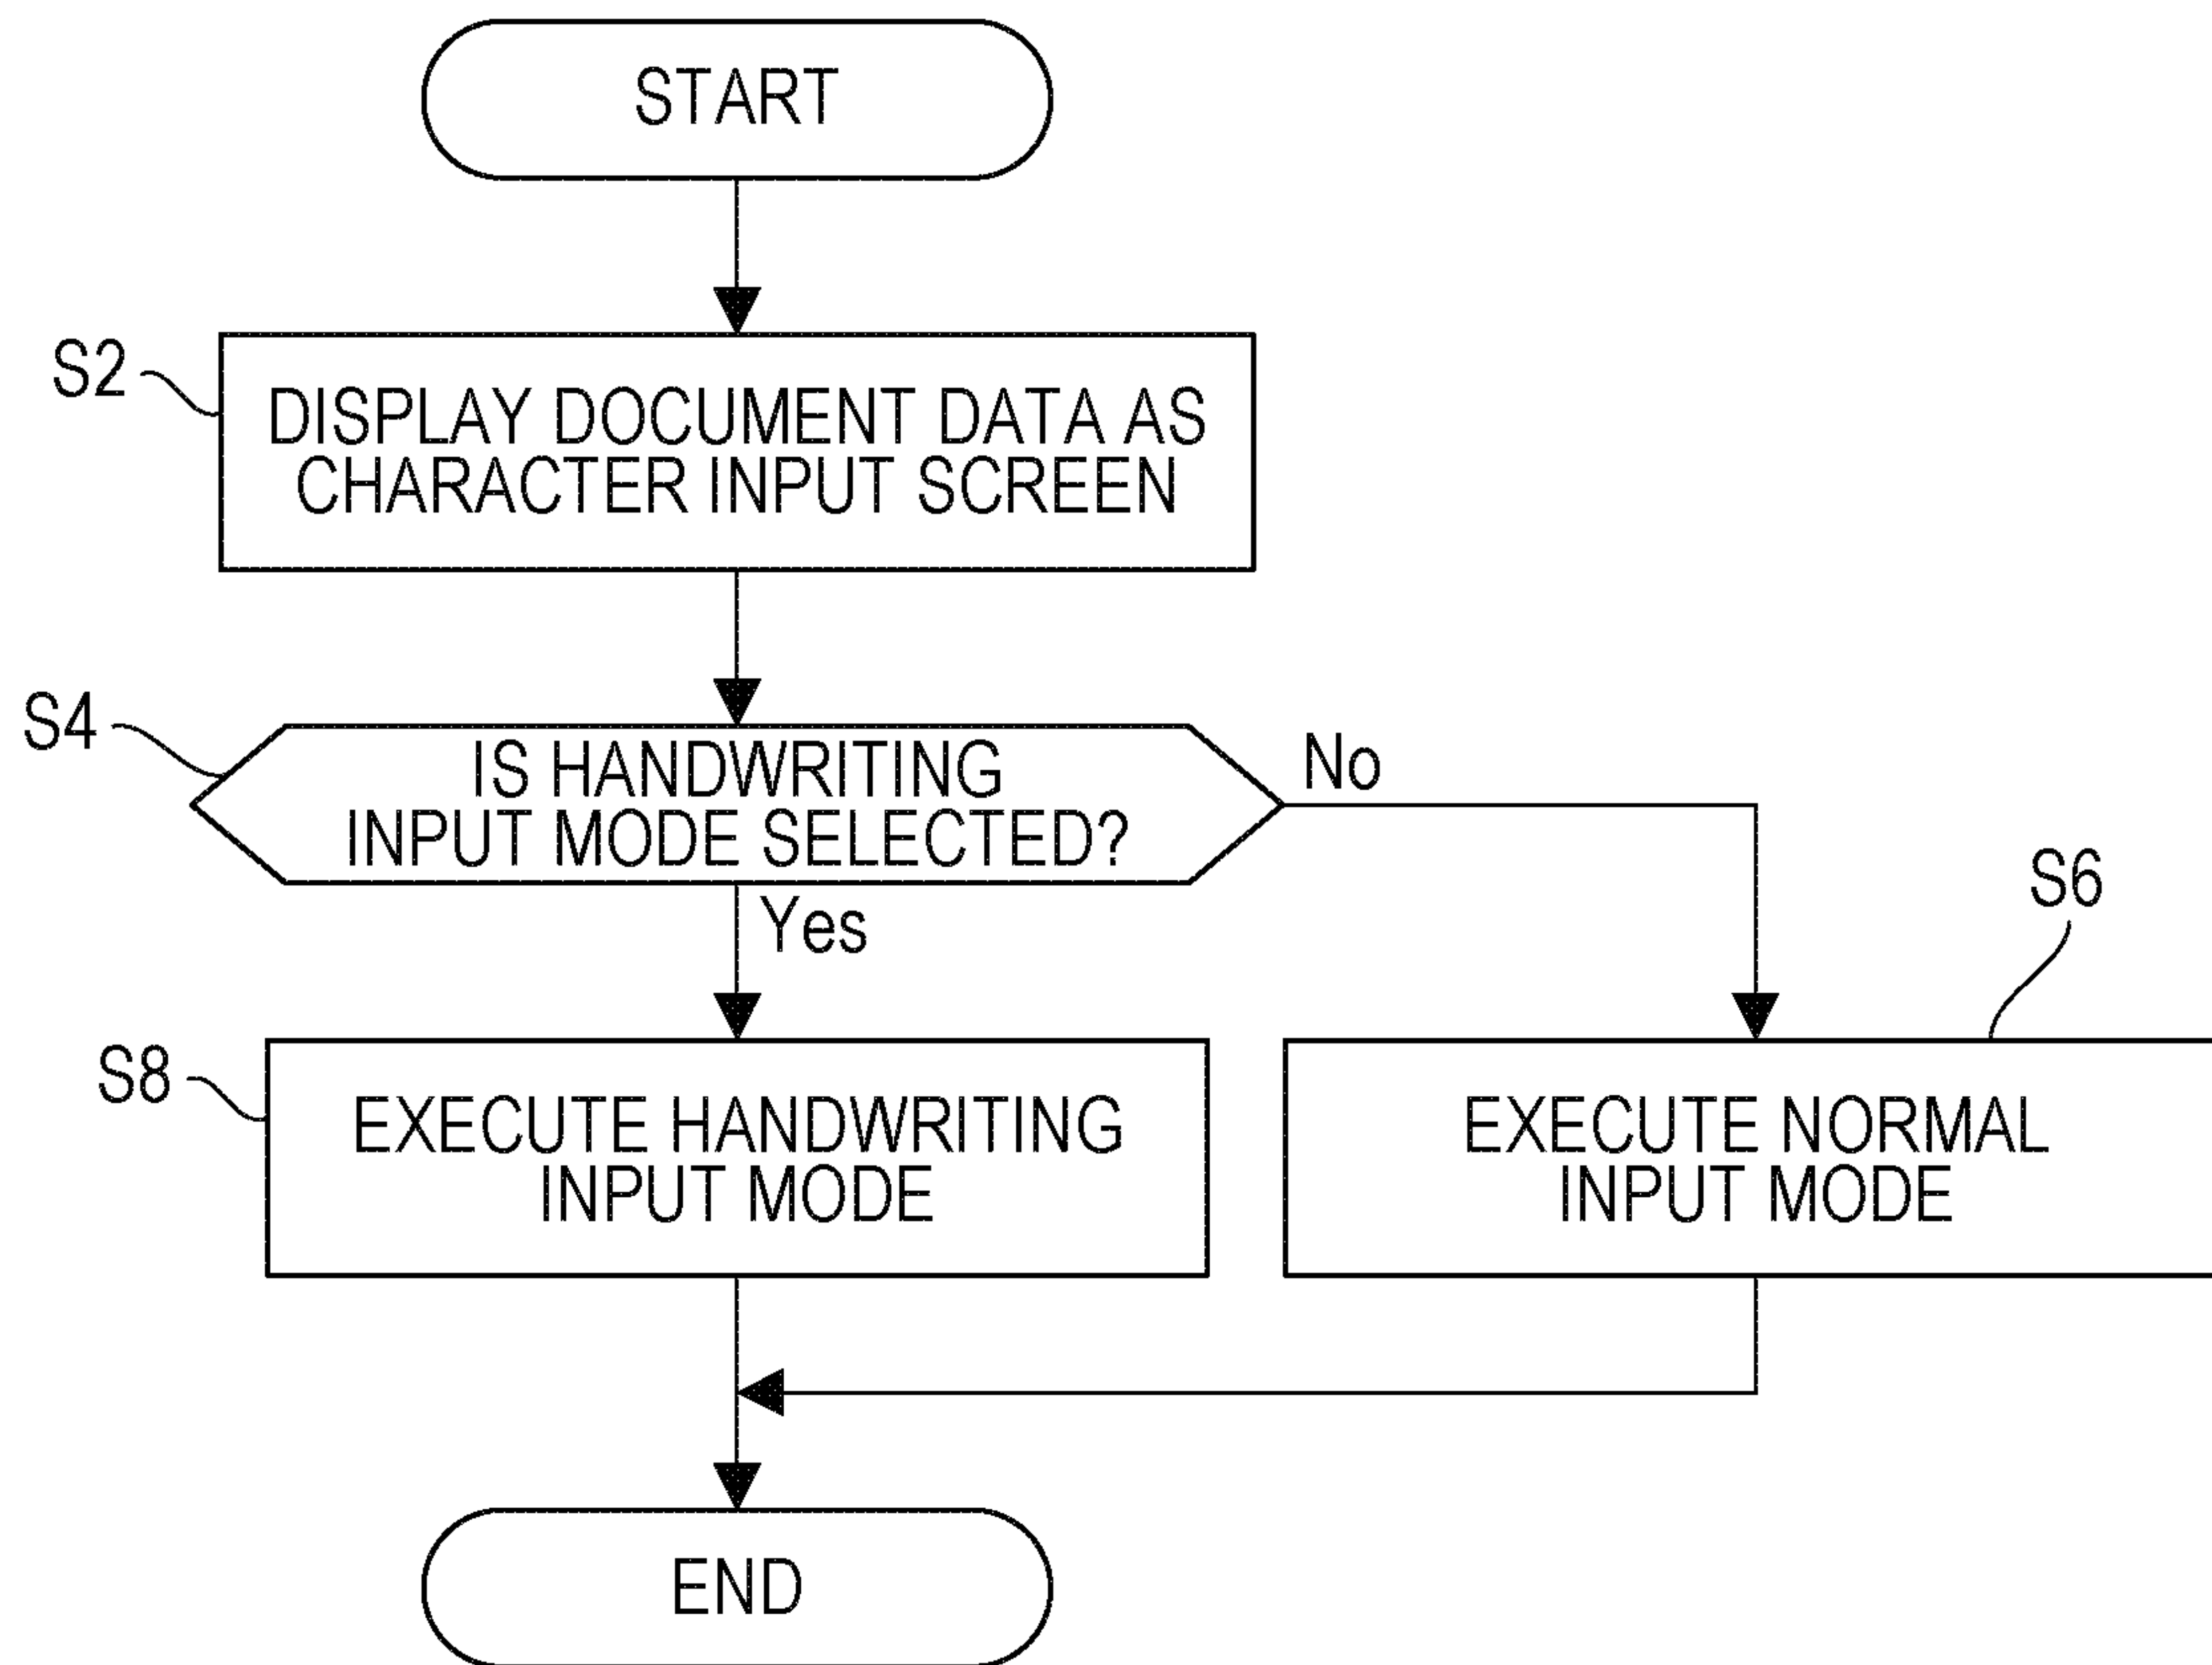 START
S2
DISPLAY DOCUMENT DATA AS
CHARACTER INPUT SCREEN
S4
IS HANDWRITING
INPUT MODE SELECTED?
No
Yes
S6
S8
EXECUTE HANDWRITING
INPUT MODE
EXECUTE NORMAL
INPUT MODE
END